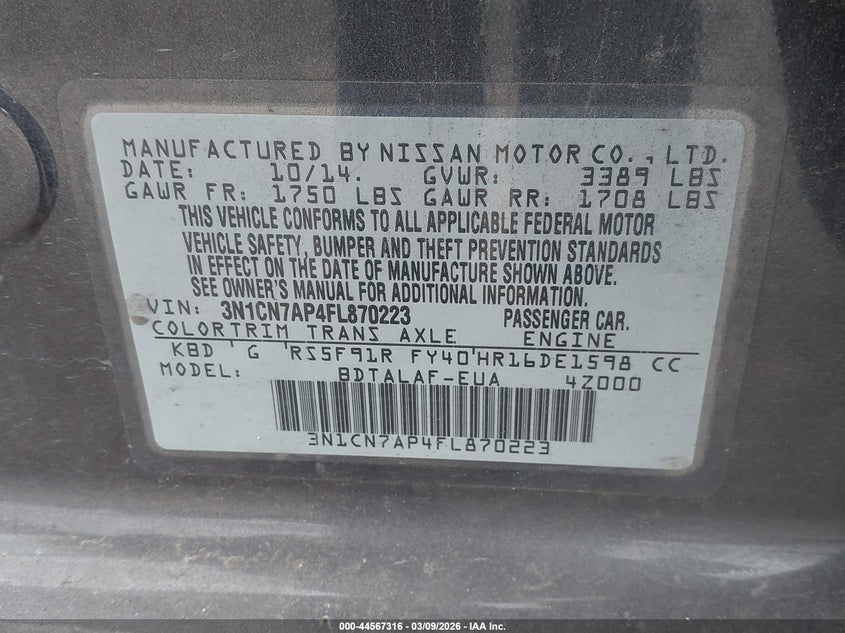 MANUFACTURED BY NISSAN MOTOR CO., LTD.
DATE: 10/14. GVWR: 3389 LBS
GAWR FR: 1750 LBS GAWR RR: 1708 LBS
THIS VEHICLE CONFORMS TO ALL APPLICABLE FEDERAL MOTOR
VEHICLE SAFETY, BUMPER AND THEFT PREVENTION STANDARDS
IN EFFECT ON THE DATE OF MANUFACTURE SHOWN ABOVE.
SEE OWNER'S MANUAL FOR ADDITIONAL INFORMATION.
VIN: 3N1CN7AP4FL870223 PASSENGER CAR.
COLOR TRIM TRANS AXLE ENGINE
KBD ' G 'RS5F91R FY40'HR16DE1598 CC
MODEL: BDTALAF-EUA 4Z000
3N1CN7AP4FL870223
000-44567316 - 03/09/2026 - IAA Inc.